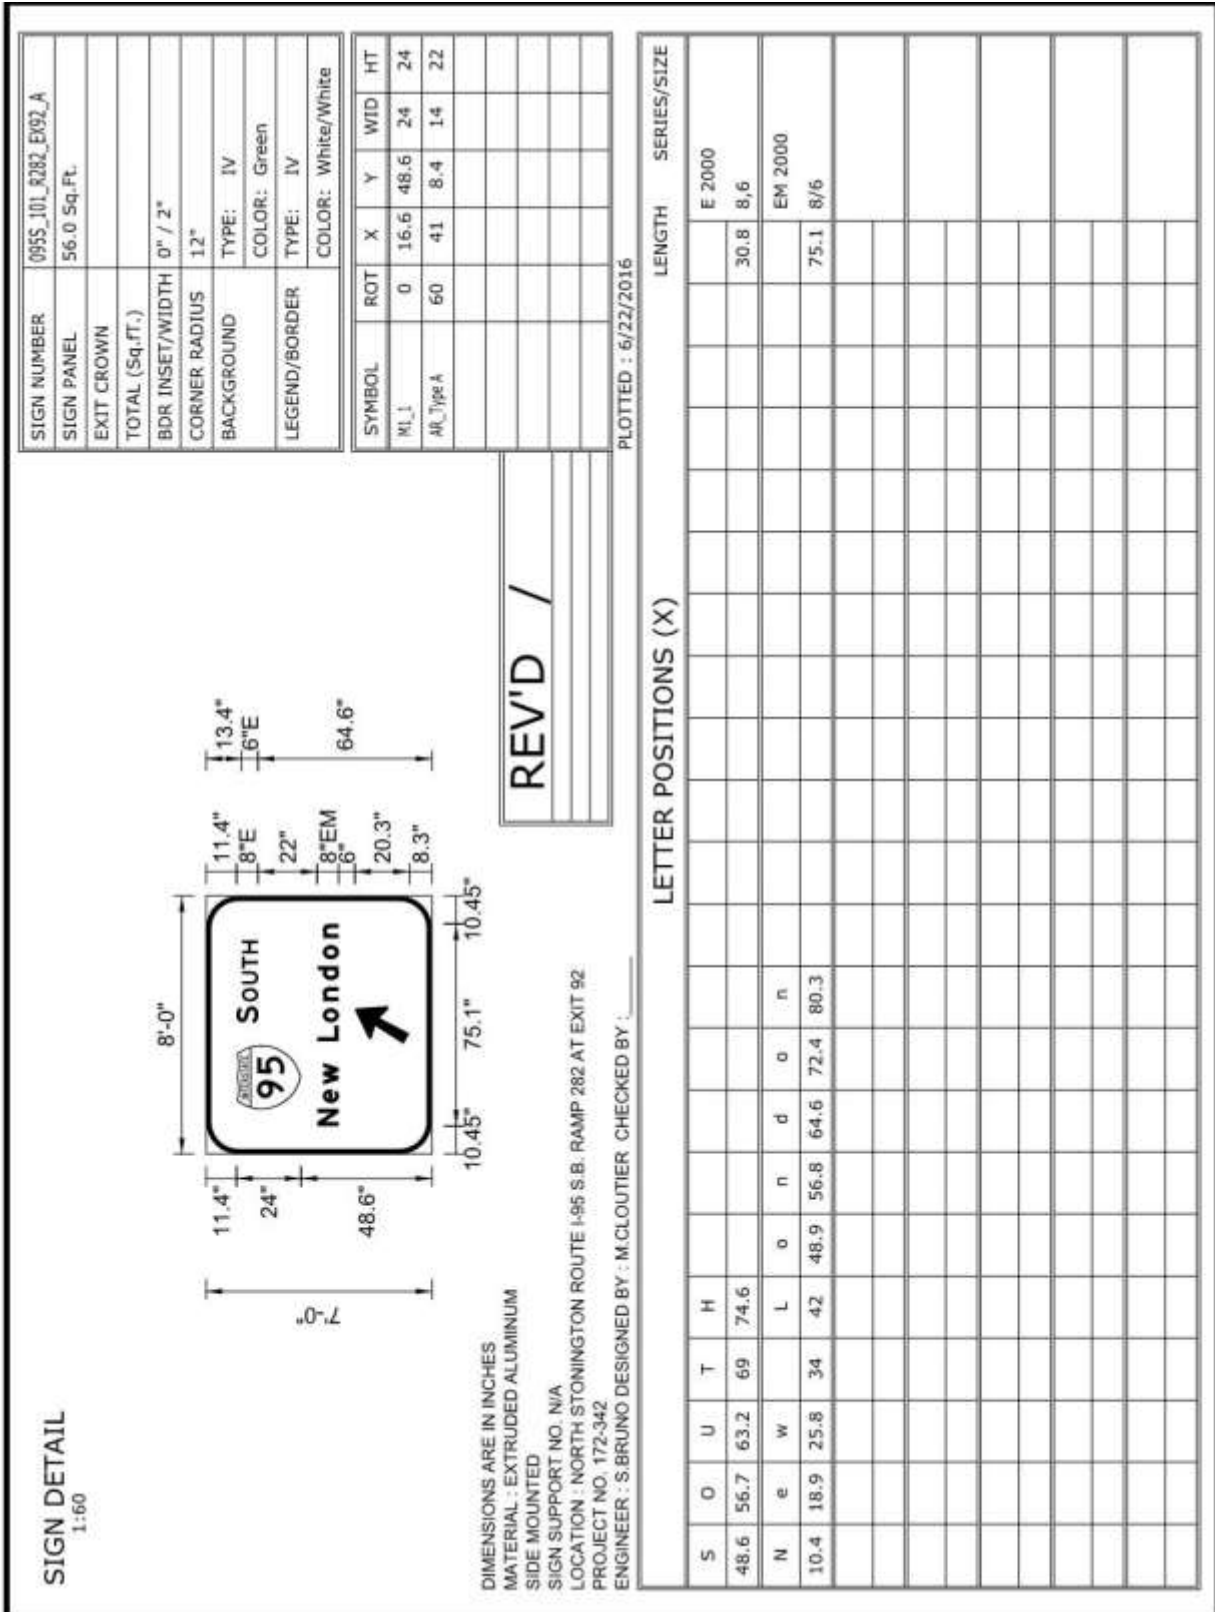 SIGN DETAIL
1:60
8'-0"
7'-0"
11.4"
24"
48.6"
INTERSTATE
95 SOUTH
New London
11.4"
8"E
22"
8"EM
6"
20.3"
8.3"
13.4"
6"E
64.6"
10.45" 75.1" 10.45"
SIGN NUMBER 095S_101_R282_EX92_A
SIGN PANEL 56.0 Sq.Ft.
EXIT CROWN
TOTAL (Sq.fT.)
BDR INSET/WIDTH 0" / 2"
CORNER RADIUS 12"
BACKGROUND TYPE: IV
COLOR: Green
LEGEND/BORDER TYPE: IV
COLOR: White/White
SYMBOL ROT X Y WID HT
M1_1 0 16.6 48.6 24 24
AR_Type A 60 41 8.4 14 22
DIMENSIONS ARE IN INCHES
MATERIAL : EXTRUDED ALUMINUM
SIDE MOUNTED
SIGN SUPPORT NO. N/A
LOCATION : NORTH STONINGTON ROUTE I-95 S.B. RAMP 282 AT EXIT 92
PROJECT NO. 172-342
ENGINEER : S.BRUNO DESIGNED BY : M.CLOUTIER CHECKED BY :______
REV'D /
PLOTTED : 6/22/2016
LETTER POSITIONS (X) LENGTH SERIES/SIZE
S O U T H E 2000
48.6 56.7 63.2 69 74.6 30.8 8,6
N e w L o n d o n EM 2000
10.4 18.9 25.8 34 42 48.9 56.8 64.6 72.4 80.3 75.1 8/6